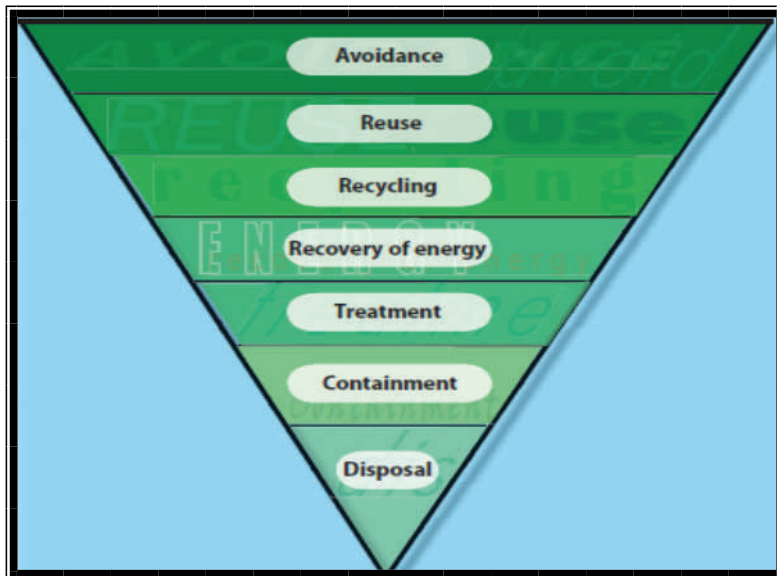 Avoidance
Reuse
Recycling
Recovery of energy
Treatment
Containment
Disposal